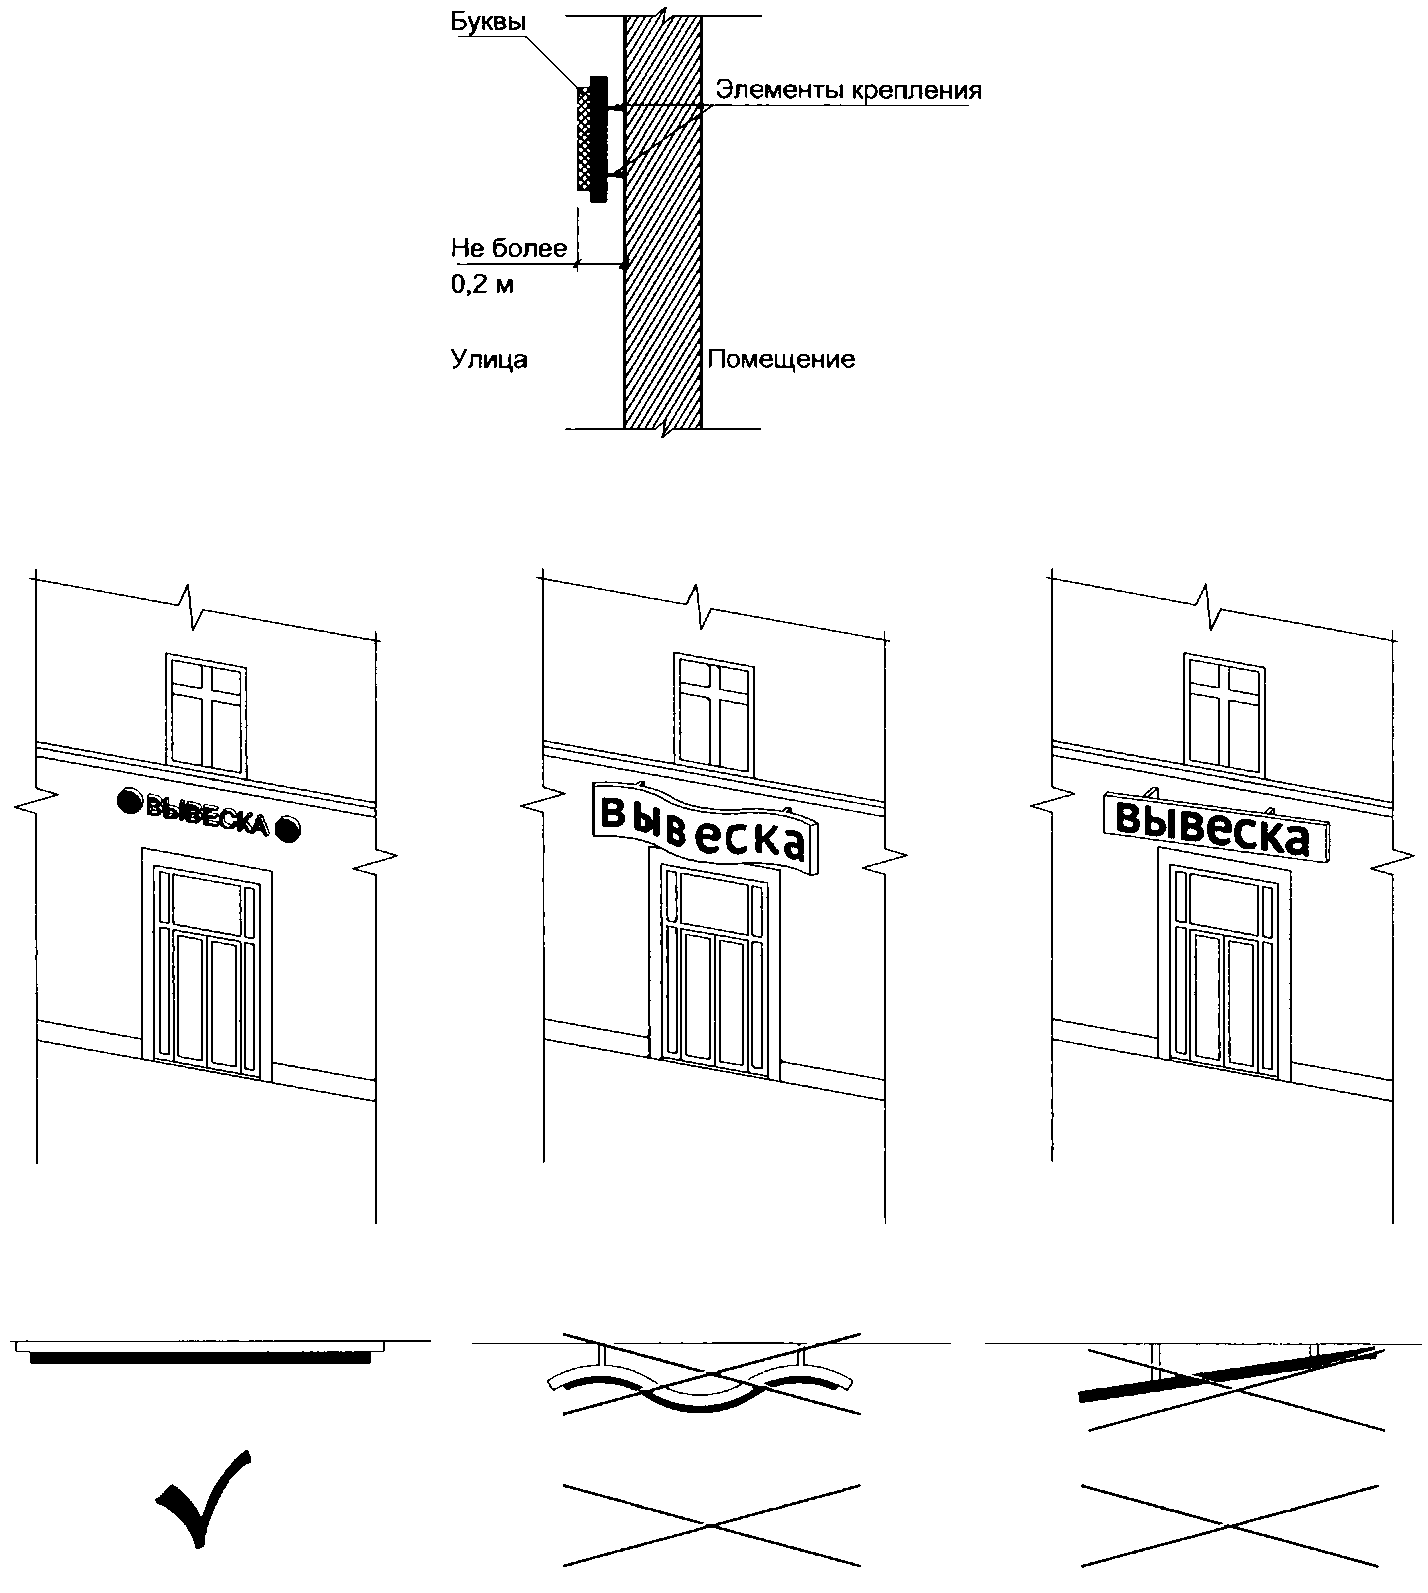 Буквы
Элементы крепления
Не более
0,2 м
Улица
Помещение
ВЫВЕСКА
вывеска
вывеска